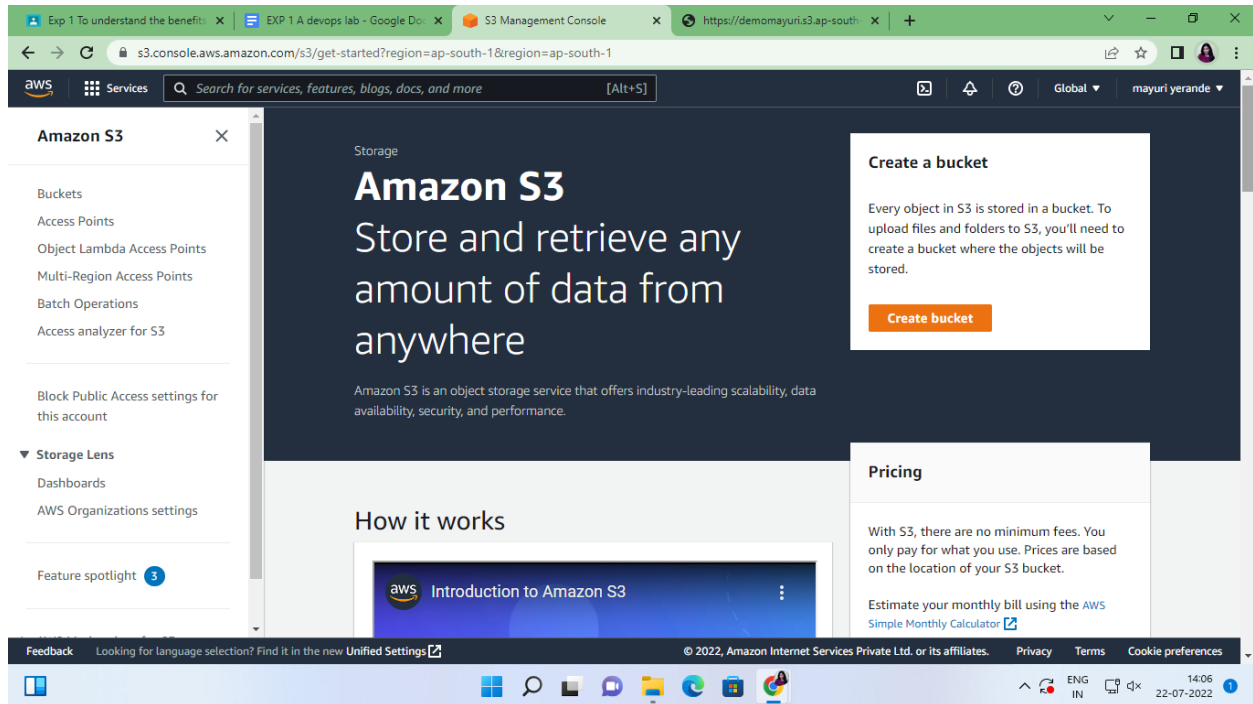 Exp 1 To understand the benefits
EXP 1 A devops lab - Google Doc
S3 Management Console
https://demomayuri.s3.ap-south-
s3.console.aws.amazon.com/s3/get-started?region=ap-south-1&region=ap-south-1
aws
Services
Search for services, features, blogs, docs, and more
[Alt+S]
Global
mayuri yerande
Amazon S3
Buckets
Access Points
Object Lambda Access Points
Multi-Region Access Points
Batch Operations
Access analyzer for S3
Block Public Access settings for
this account
Storage Lens
Dashboards
AWS Organizations settings
Feature spotlight 3
Storage
Amazon S3
Store and retrieve any
amount of data from
anywhere
Amazon S3 is an object storage service that offers industry-leading scalability, data
availability, security, and performance.
How it works
aws
Introduction to Amazon S3
Create a bucket
Every object in S3 is stored in a bucket. To
upload files and folders to S3, you'll need to
create a bucket where the objects will be
stored.
Create bucket
Pricing
With S3, there are no minimum fees. You
only pay for what you use. Prices are based
on the location of your S3 bucket.
Estimate your monthly bill using the AWS
Simple Monthly Calculator
Feedback
Looking for language selection? Find it in the new Unified Settings
© 2022, Amazon Internet Services Private Ltd. or its affiliates.
Privacy
Terms
Cookie preferences
ENG
IN
14:06
22-07-2022
1